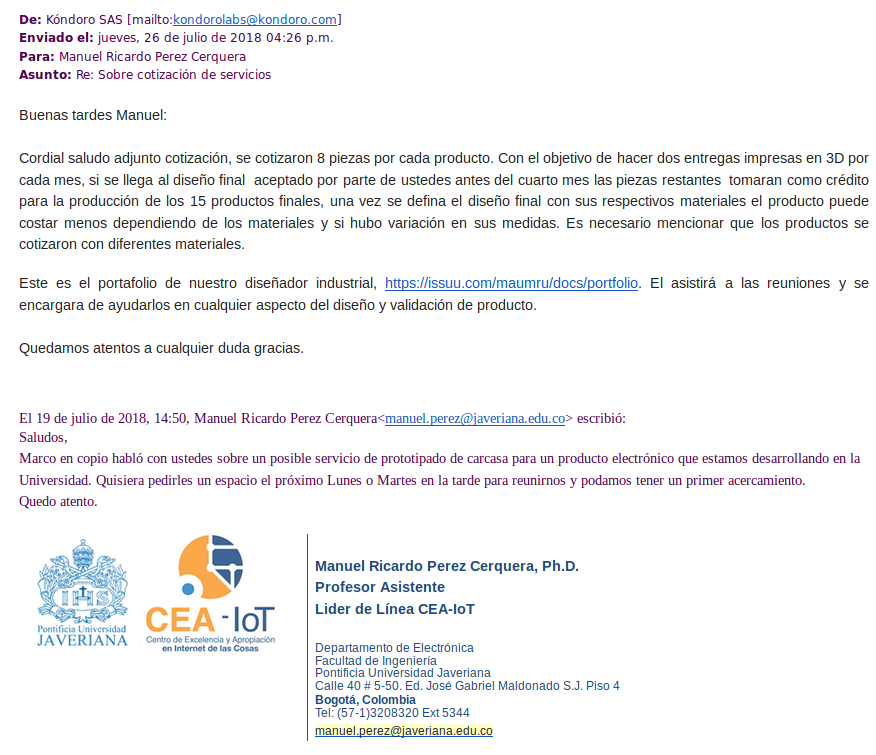 De: Kóndoro SAS [mailto:kondorolabs@kondoro.com]
Enviado el: jueves, 26 de julio de 2018 04:26 p.m.
Para: Manuel Ricardo Perez Cerquera
Asunto: Re: Sobre cotización de servicios
Buenas tardes Manuel:
Cordial saludo adjunto cotización, se cotizaron 8 piezas por cada producto. Con el objetivo de hacer dos entregas impresas en 3D por
cada mes, si se llega al diseño final  aceptado por parte de ustedes antes del cuarto mes las piezas restantes  tomaran como crédito
para la producción de los 15 productos finales, una vez se defina el diseño final con sus respectivos materiales el producto puede
costar menos dependiendo de los materiales y si hubo variación en sus medidas. Es necesario mencionar que los productos se
cotizaron con diferentes materiales.
Este es el portafolio de nuestro diseñador industrial, https://issuu.com/maumru/docs/portfolio. El asistirá a las reuniones y se
encargara de ayudarlos en cualquier aspecto del diseño y validación de producto.
Quedamos atentos a cualquier duda gracias.
El 19 de julio de 2018, 14:50, Manuel Ricardo Perez Cerquera<manuel.perez@javeriana.edu.co> escribió:
Saludos,
Marco en copio habló con ustedes sobre un posible servicio de prototipado de carcasa para un producto electrónico que estamos desarrollando en la
Universidad. Quisiera pedirles un espacio el próximo Lunes o Martes en la tarde para reunirnos y podamos tener un primer acercamiento.
Quedo atento.
IHS
Pontificia Universidad
JAVERIANA
CEA-IoT
Centro de Excelencia y Apropiación
en Internet de las Cosas
Manuel Ricardo Perez Cerquera, Ph.D.
Profesor Asistente
Lider de Línea CEA-IoT
Departamento de Electrónica
Facultad de Ingeniería
Pontificia Universidad Javeriana
Calle 40 # 5-50. Ed. José Gabriel Maldonado S.J. Piso 4
Bogotá, Colombia
Tel: (57-1)3208320 Ext 5344
manuel.perez@javeriana.edu.co